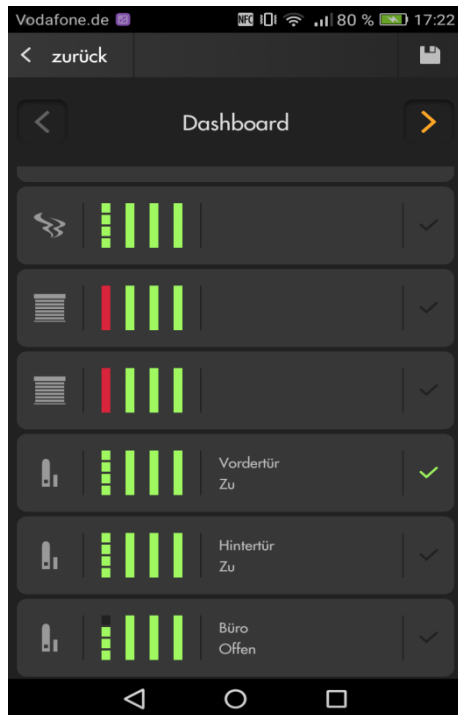 Vodafone.de NFC 80 % 17:22
zurück
Dashboard
Vordertür
Zu
Hintertür
Zu
Büro
Offen